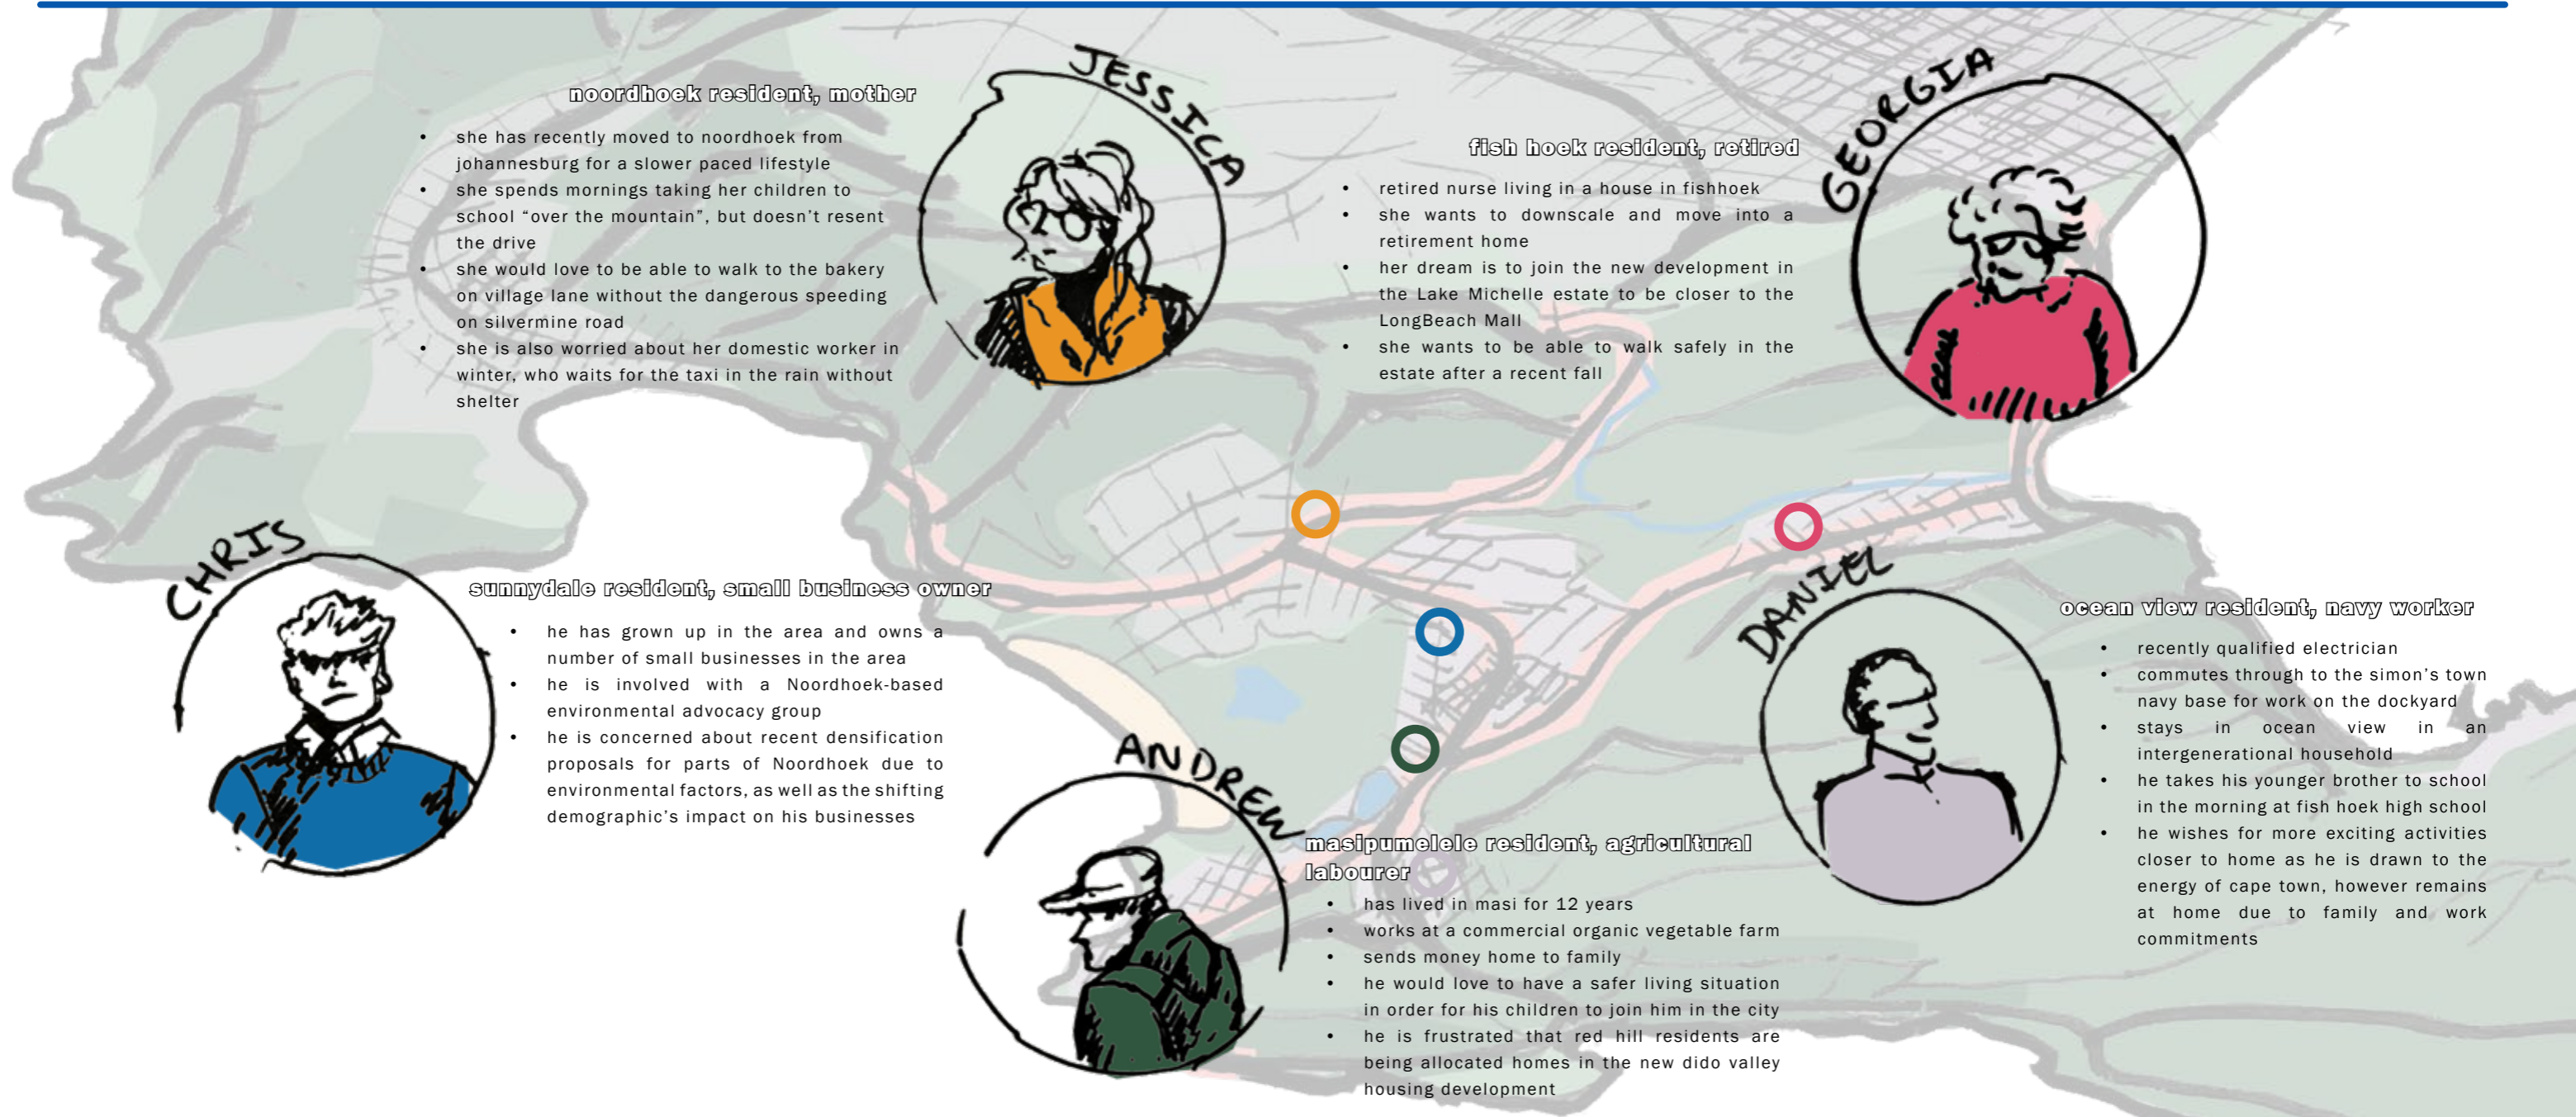 JESSICA
noordhoek resident, mother
• she has recently moved to noordhoek from
johannesburg for a slower paced lifestyle
• she spends mornings taking her children to
school “over the mountain”, but doesn’t resent
the drive
• she would love to be able to walk to the bakery
on village lane without the dangerous speeding
on silvermine road
• she is also worried about her domestic worker in
winter, who waits for the taxi in the rain without
shelter
GEORGIA
fish hoek resident, retired
• retired nurse living in a house in fishhoek
• she wants to downscale and move into a
retirement home
• her dream is to join the new development in
the Lake Michelle estate to be closer to the
LongBeach Mall
• she wants to be able to walk safely in the
estate after a recent fall
CHRIS
sunnydale resident, small business owner
• he has grown up in the area and owns a
number of small businesses in the area
• he is involved with a Noordhoek-based
environmental advocacy group
• he is concerned about recent densification
proposals for parts of Noordhoek due to
environmental factors, as well as the shifting
demographic’s impact on his businesses
ANDREW
masipumelele resident, agricultural
labourer
• has lived in masi for 12 years
• works at a commercial organic vegetable farm
• sends money home to family
• he would love to have a safer living situation
in order for his children to join him in the city
• he is frustrated that red hill residents are
being allocated homes in the new dido valley
housing development
DANIEL
ocean view resident, navy worker
• recently qualified electrician
• commutes through to the simon’s town
navy base for work on the dockyard
• stays in ocean view in an
intergenerational household
• he takes his younger brother to school
in the morning at fish hoek high school
• he wishes for more exciting activities
closer to home as he is drawn to the
energy of cape town, however remains
at home due to family and work
commitments